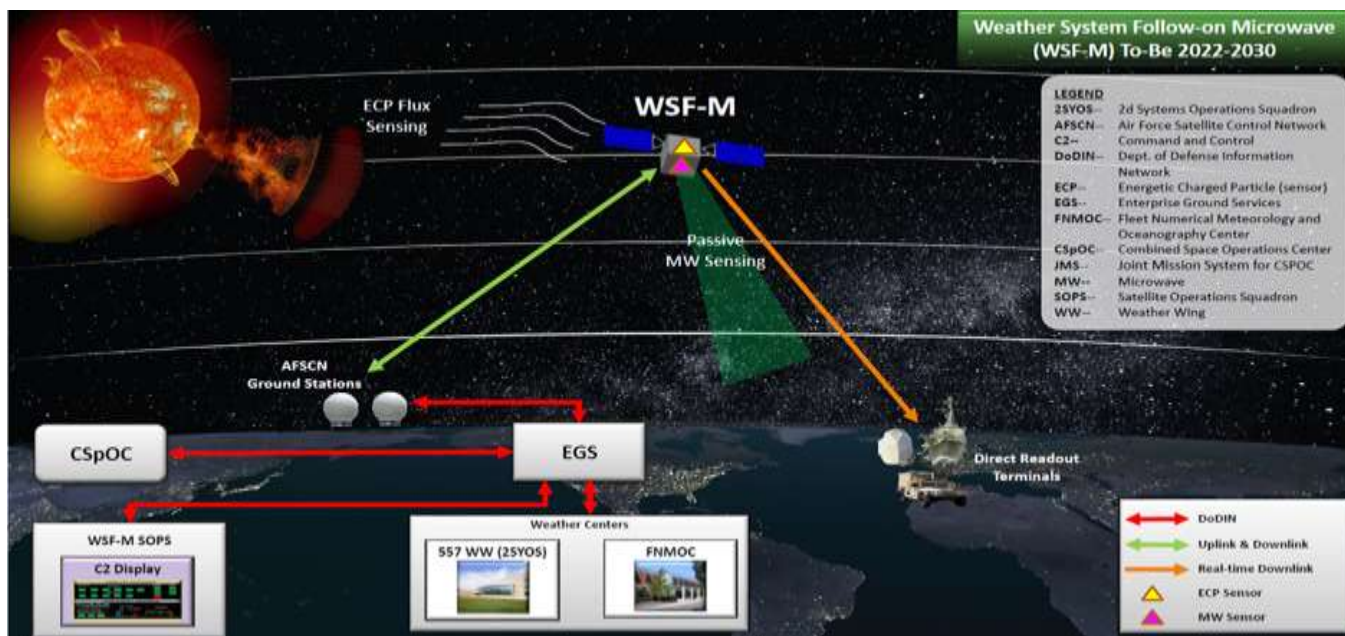 Weather System Follow-on Microwave
(WSF-M) To-Be 2022-2030
ECP Flux
Sensing
WSF-M
LEGEND
2SYOS-- 2d Systems Operations Squadron
AFSCN-- Air Force Satellite Control Network
C2-- Command and Control
DoDIN-- Dept. of Defense Information
Network
ECP-- Energetic Charged Particle (sensor)
EGS-- Enterprise Ground Services
FNMOC-- Fleet Numerical Meteorology and
Oceanography Center
CSpOC-- Combined Space Operations Center
JMS-- Joint Mission System for CSPOC
MW-- Microwave
SOPS-- Satellite Operations Squadron
WW-- Weather Wing
Passive
MW Sensing
AFSCN
Ground Stations
CSpOC
EGS
Direct Readout
Terminals
WSF-M SOPS
C2 Display
Weather Centers
557 WW (2SYOS)
FNMOC
DoDIN
Uplink & Downlink
Real-time Downlink
ECP Sensor
MW Sensor